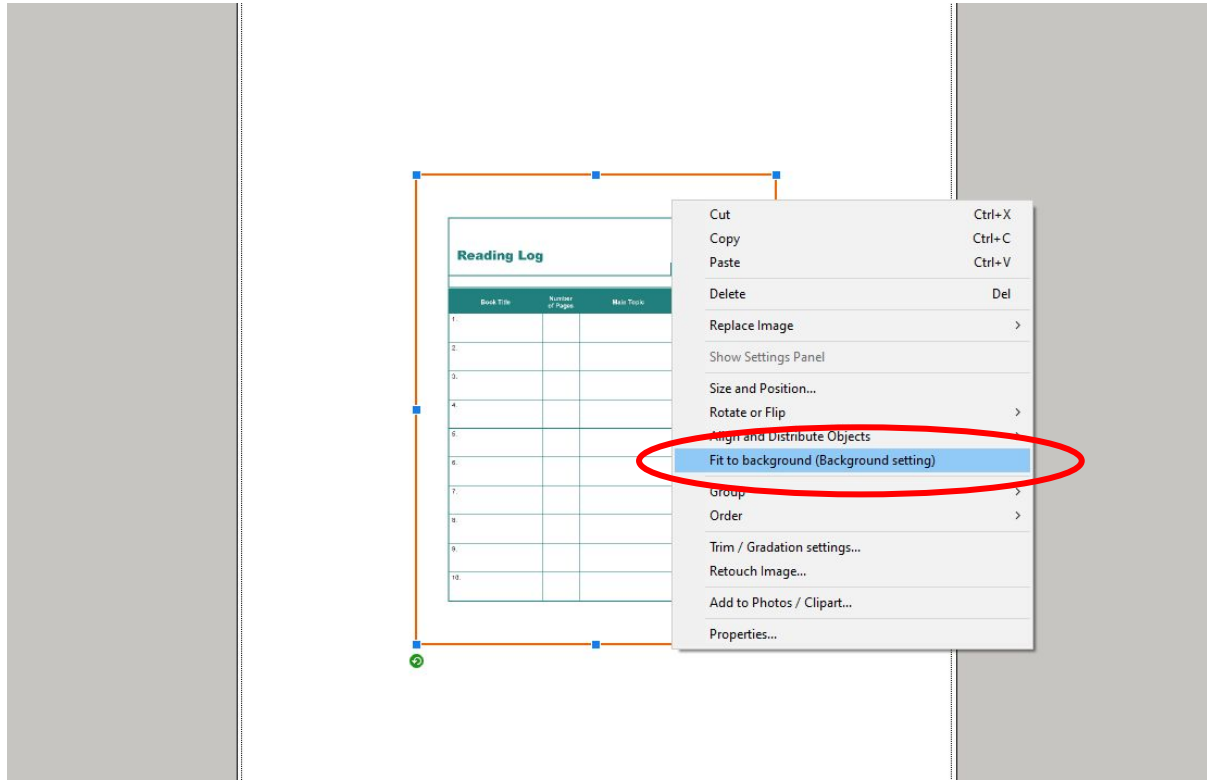 Reading Log
Book Title
Number
of Pages
Main Topic
1.
2.
3.
4.
5.
6.
7.
8.
9.
10.
Cut Ctrl+X
Copy Ctrl+C
Paste Ctrl+V
Delete Del
Replace Image >
Show Settings Panel
Size and Position...
Rotate or Flip >
Align and Distribute Objects >
Fit to background (Background setting)
Group >
Order >
Trim / Gradation settings...
Retouch Image...
Add to Photos / Clipart...
Properties...